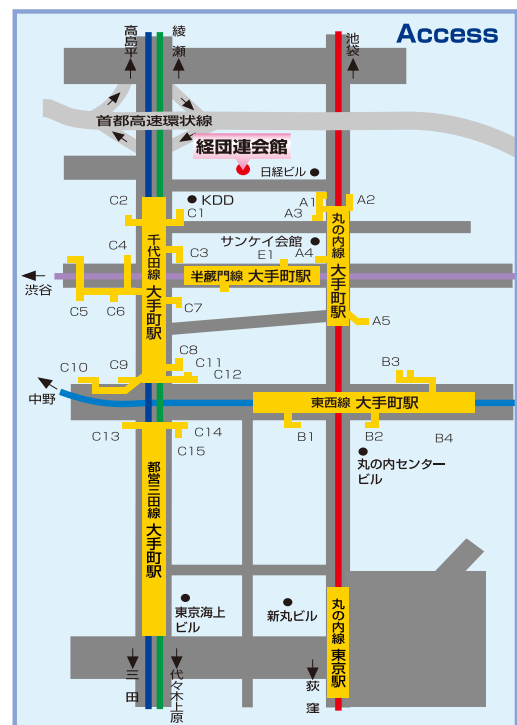 Access
高島平
綾瀬
池袋
首都高速環状線
経団連会館
日経ビル
C2
KDD
C1
A1
A2
A3
サンケイ会館
C4
C3
E1
A4
千代田線 大手町駅
丸の内線 大手町駅
半蔵門線 大手町駅
渋谷
C5
C6
C7
A5
C8
C10
C9
C11
C12
B3
中野
東西線 大手町駅
C13
C14
C15
B1
B2
B4
丸の内センター
ビル
都営三田線 大手町駅
東京海上
ビル
新丸ビル
丸の内線 東京駅
三田
代々木上原
荻窪